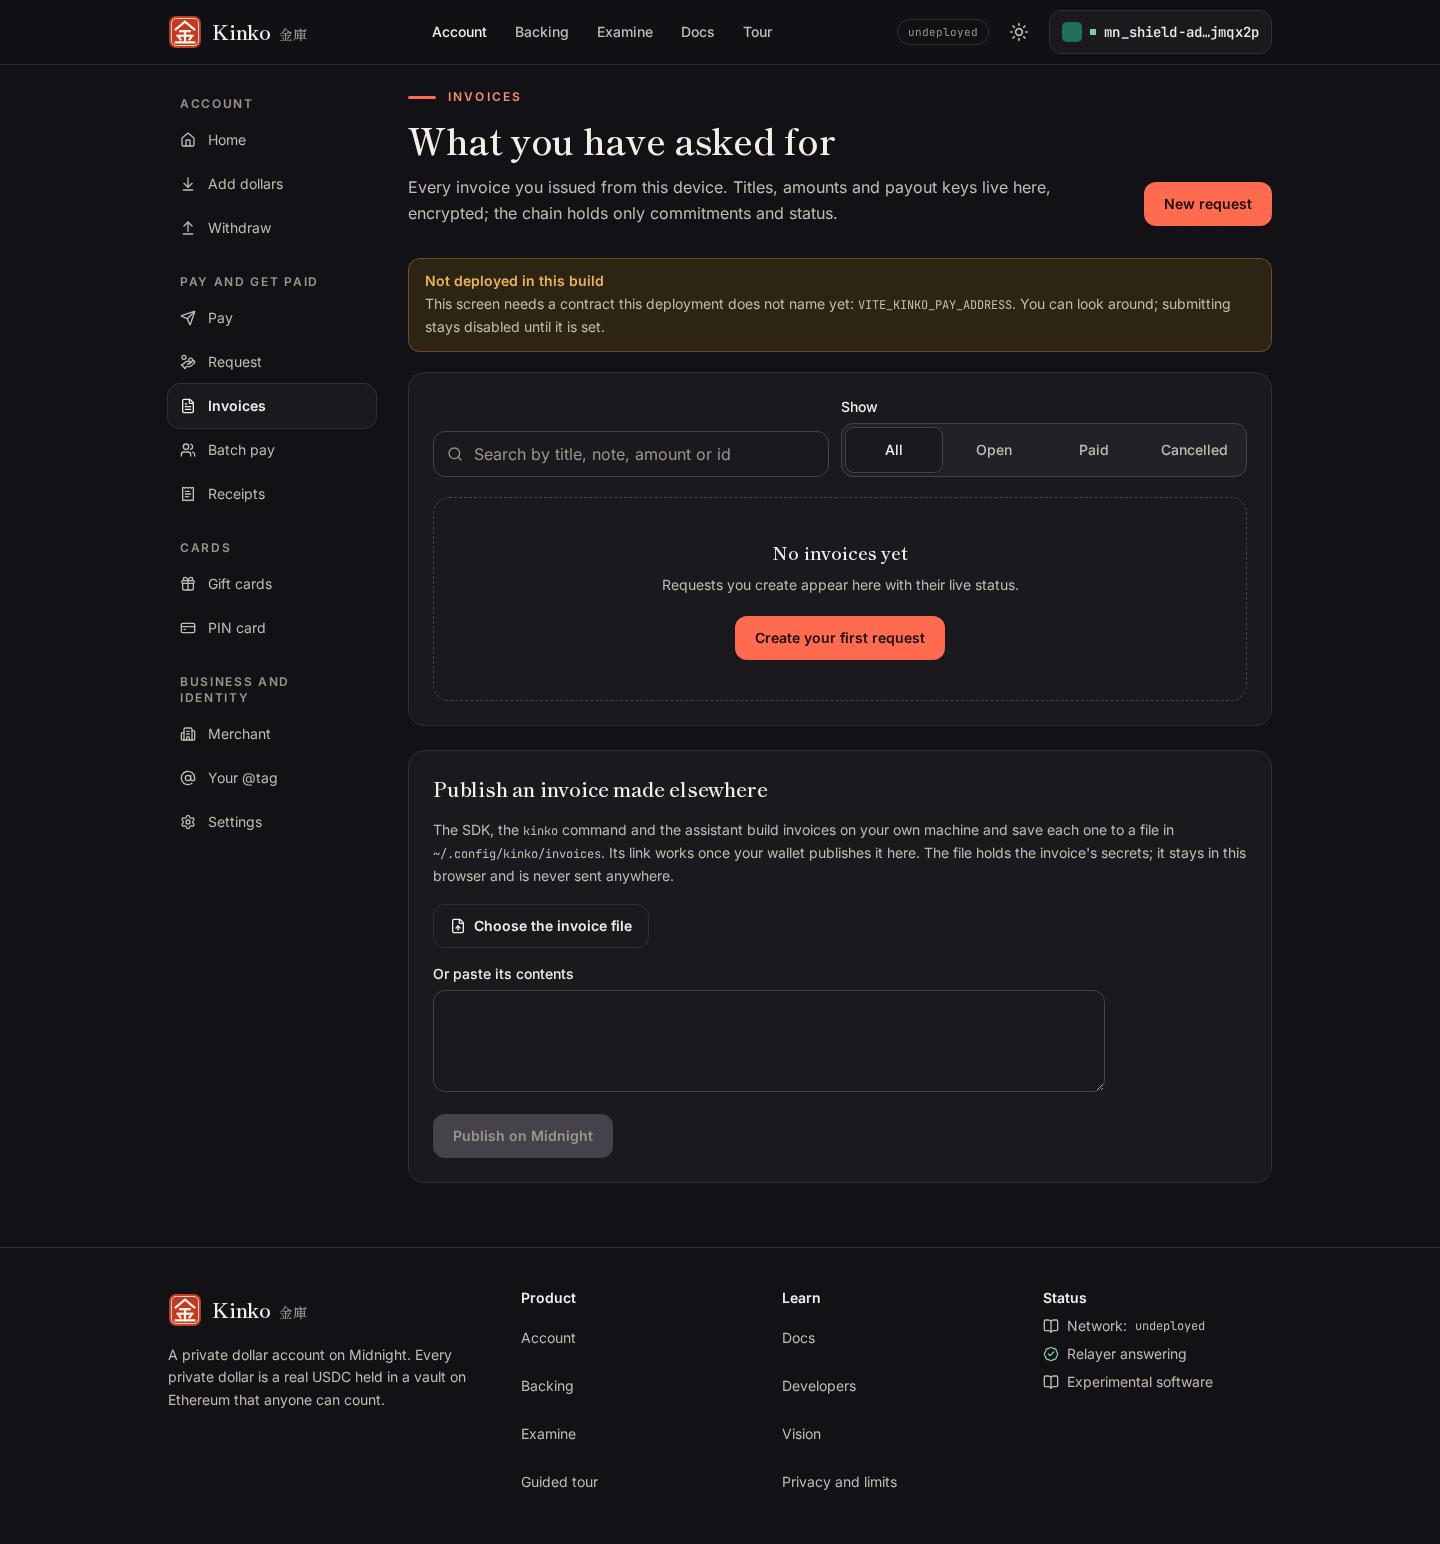 金 Kinko 金庫
Account
Backing
Examine
Docs
Tour
undeployed
mn_shield-ad…jmqx2p
ACCOUNT
Home
Add dollars
Withdraw
PAY AND GET PAID
Pay
Request
Invoices
Batch pay
Receipts
CARDS
Gift cards
PIN card
BUSINESS AND
IDENTITY
Merchant
Your @tag
Settings
INVOICES
What you have asked for
Every invoice you issued from this device. Titles, amounts and payout keys live here,
encrypted; the chain holds only commitments and status.
New request
Not deployed in this build
This screen needs a contract this deployment does not name yet: VITE_KINKO_PAY_ADDRESS. You can look around; submitting
stays disabled until it is set.
Show
Search by title, note, amount or id
All
Open
Paid
Cancelled
No invoices yet
Requests you create appear here with their live status.
Create your first request
Publish an invoice made elsewhere
The SDK, the kinko command and the assistant build invoices on your own machine and save each one to a file in
~/.config/kinko/invoices. Its link works once your wallet publishes it here. The file holds the invoice's secrets; it stays in this
browser and is never sent anywhere.
Choose the invoice file
Or paste its contents
Publish on Midnight
金 Kinko 金庫
A private dollar account on Midnight. Every
private dollar is a real USDC held in a vault on
Ethereum that anyone can count.
Product
Account
Backing
Examine
Guided tour
Learn
Docs
Developers
Vision
Privacy and limits
Status
Network: undeployed
Relayer answering
Experimental software